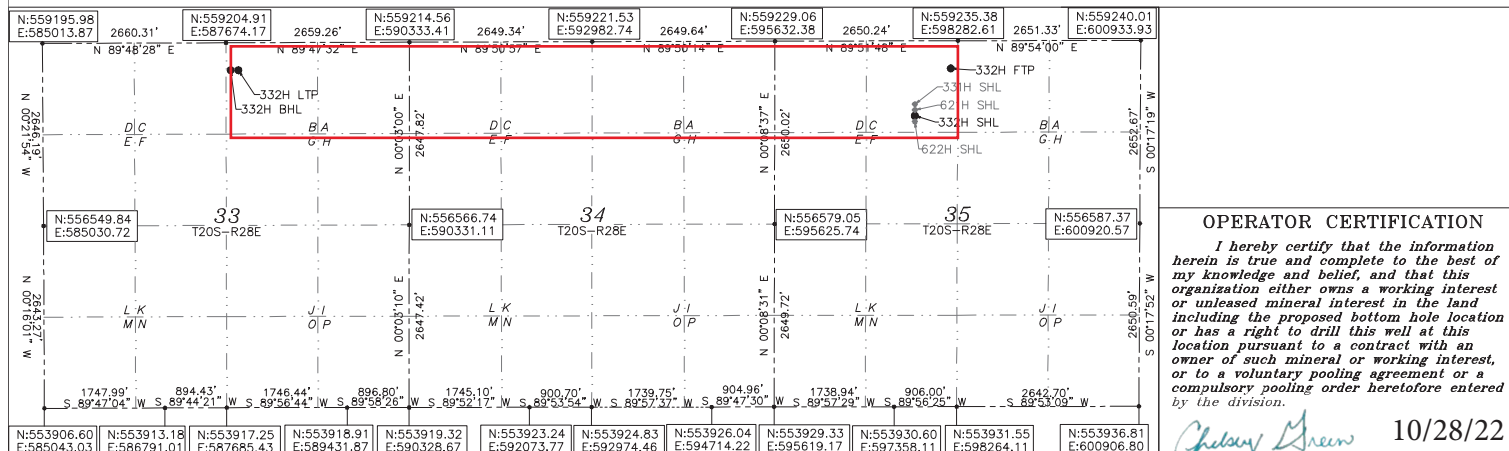 N:559195.98
E:585013.87
2660.31'
N 89°48'28" E
N:559204.91
E:587674.17
2659.26'
N 89°47'32" E
N:559214.56
E:590333.41
2649.34'
N 89°50'57" E
N:559221.53
E:592982.74
2649.64'
N 89°50'14" E
N:559229.06
E:595632.38
2650.24'
N 89°51'48" E
N:559235.38
E:598282.61
2651.33'
N 89°54'00" E
N:559240.01
E:600933.93
332H LTP
332H BHL
332H FTP
331H SHL
621H SHL
332H SHL
622H SHL
N 00°21'54" W
2646.19'
N 00°03'00" E
2647.82'
N 00°08'37" E
2650.02'
S 00°17'19" W
2652.67'
D C
E F
B A
G H
D C
E F
B A
G H
D C
E F
B A
G H
33
T20S-R28E
34
T20S-R28E
35
T20S-R28E
N:556549.84
E:585030.72
N:556566.74
E:590331.11
N:556579.05
E:595625.74
N:556587.37
E:600920.57
N 00°16'01" W
2643.27'
N 00°03'10" E
2647.42'
N 00°08'31" E
2649.72'
S 00°17'52" W
2650.59'
L K
M N
J I
O P
L K
M N
J I
O P
L K
M N
J I
O P
1747.99'
S 89°47'04" W
894.43'
S 89°44'21" W
1746.44'
S 89°56'44" W
896.80'
S 89°58'26" W
1745.10'
S 89°52'17" W
900.70'
S 89°53'54" W
1739.75'
S 89°57'37" W
904.96'
S 89°47'30" W
1738.94'
S 89°57'29" W
906.00'
S 89°56'25" W
2642.70'
S 89°53'09" W
N:553906.60
E:585043.03
N:553913.18
E:586791.01
N:553917.25
E:587685.43
N:553918.91
E:589431.87
N:553919.32
E:590328.67
N:553923.24
E:592073.77
N:553924.83
E:592974.46
N:553926.04
E:594714.22
N:553929.33
E:595619.17
N:553930.60
E:597358.11
N:553931.55
E:598264.11
N:553936.81
E:600906.80
OPERATOR CERTIFICATION
I hereby certify that the information
herein is true and complete to the best of
my knowledge and belief, and that this
organization either owns a working interest
or unleased mineral interest in the land
including the proposed bottom hole location
or has a right to drill this well at this
location pursuant to a contract with an
owner of such mineral or working interest,
or to a voluntary pooling agreement or a
compulsory pooling order heretofore entered
by the division.
Chelsey Green
10/28/22